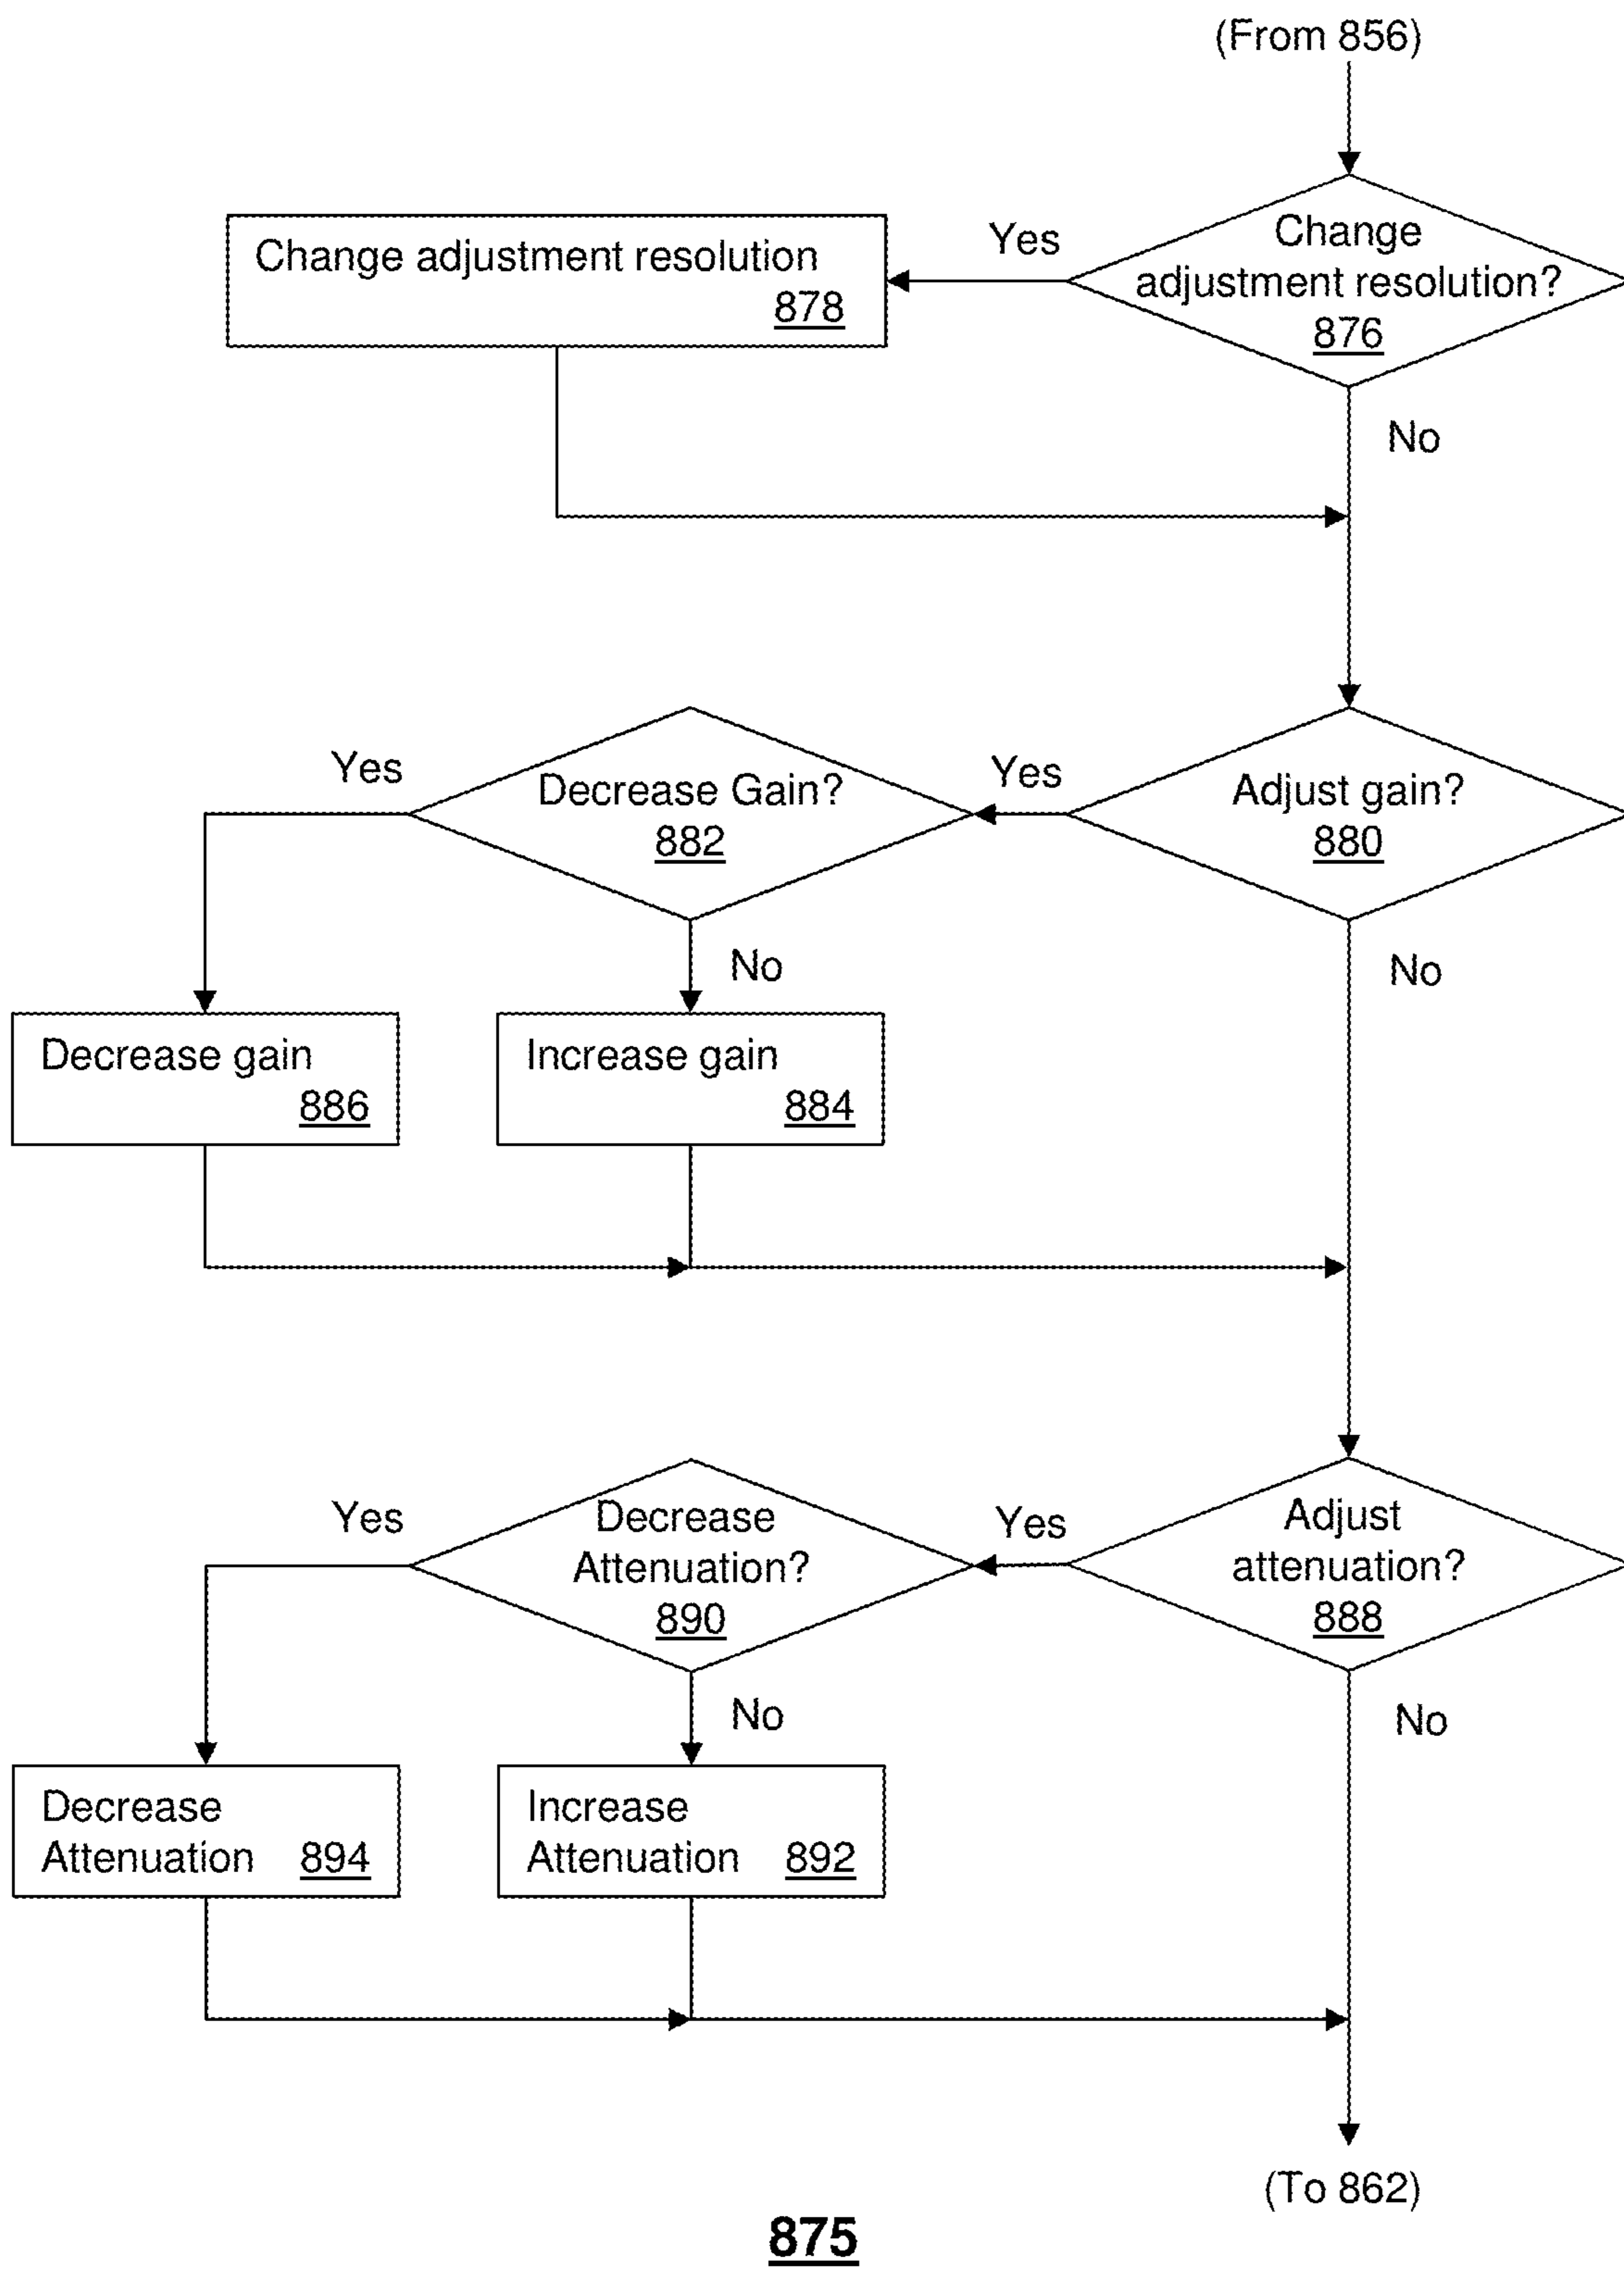 (From 856)
Change
adjustment resolution?
876
Yes
Change adjustment resolution
878
No
Adjust gain?
880
Yes
Decrease Gain?
882
Yes
No
No
Decrease gain
886
Increase gain
884
Adjust
attenuation?
888
Yes
Decrease
Attenuation?
890
Yes
No
No
Decrease
Attenuation 894
Increase
Attenuation 892
(To 862)
875